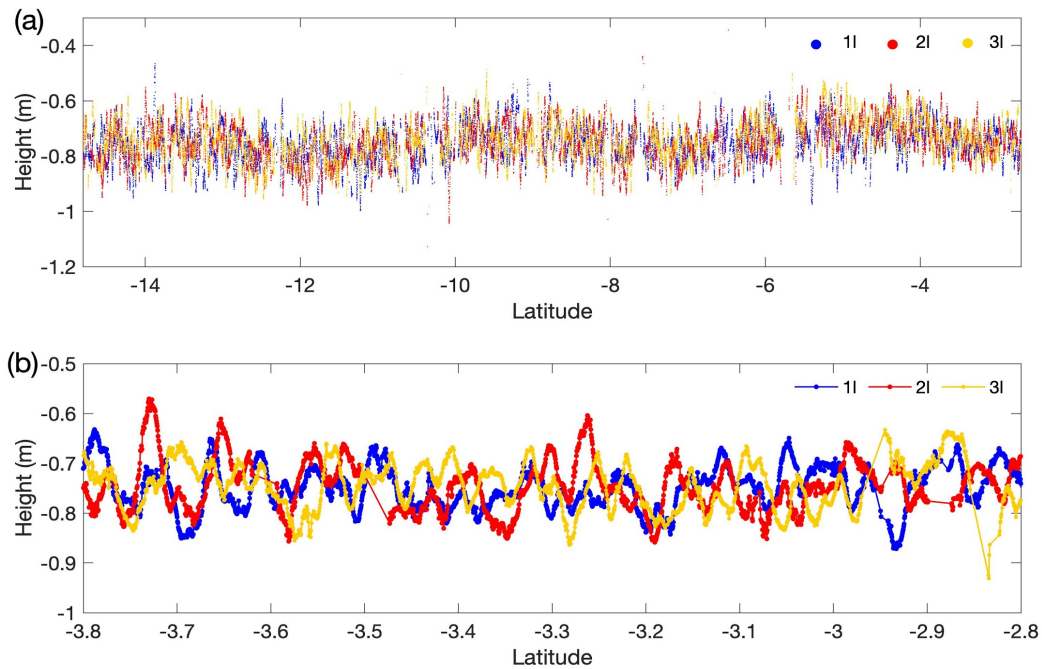 (a)
-0.4
-0.6
-0.8
-1
-1.2
Height (m)
1l 2l 3l
-14 -12 -10 -8 -6 -4
Latitude
(b)
-0.5
-0.6
-0.7
-0.8
-0.9
-1
Height (m)
1l 2l 3l
-3.8 -3.7 -3.6 -3.5 -3.4 -3.3 -3.2 -3.1 -3 -2.9 -2.8
Latitude